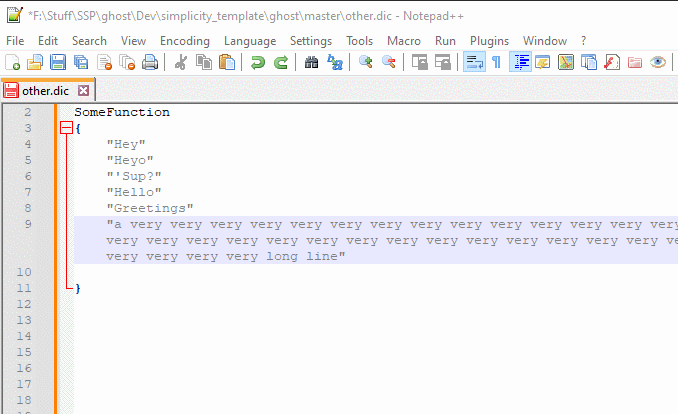 *F:\Stuff\SSP\ghost\Dev\simplicity_template\ghost\master\other.dic - Notepad++
File Edit Search View Encoding Language Settings Tools Macro Run Plugins Window ?
other.dic
2 SomeFunction
3 {
4 "Hey"
5 "Heyo"
6 "'Sup?"
7 "Hello"
8 "Greetings"
9 "a very very very very very very very very very very very very very very
very very very very very very very very very very very very very very ve
very very very very long line"
10
11 }
12
13
14
15
16
17
18